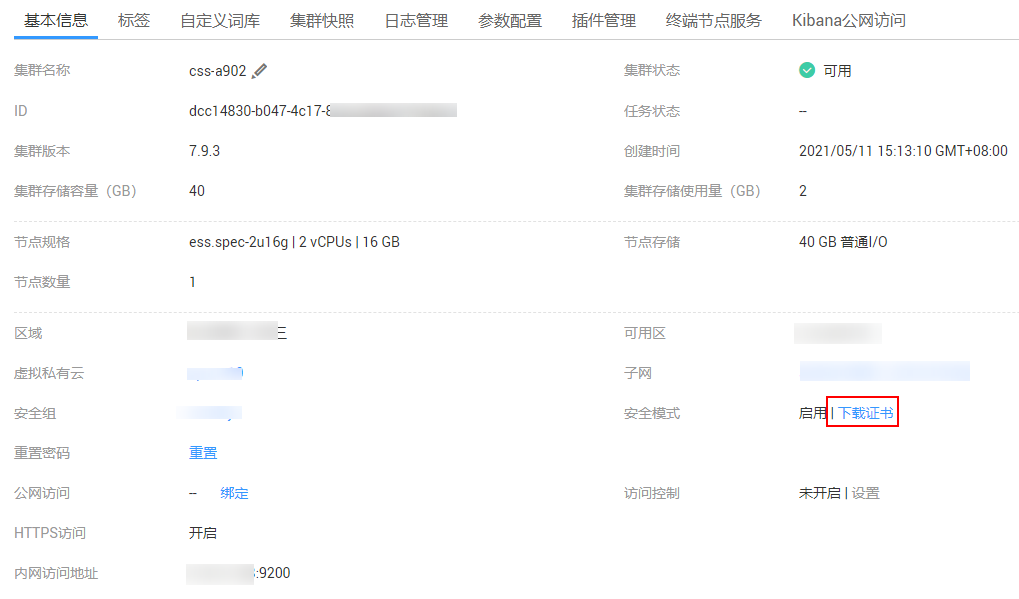 基本信息 标签 自定义词库 集群快照 日志管理 参数配置 插件管理 终端节点服务 Kibana公网访问
集群名称 css-a902 集群状态 可用
ID dcc14830-b047-4c17- 任务状态 --
集群版本 7.9.3 创建时间 2021/05/11 15:13:10 GMT+08:00
集群存储容量（GB） 40 集群存储使用量（GB） 2
节点规格 ess.spec-2u16g | 2 vCPUs | 16 GB 节点存储 40 GB 普通I/O
节点数量 1
区域 可用区
虚拟私有云 子网
安全组 安全模式 启用 | 下载证书
重置密码 重置
公网访问 -- 绑定 访问控制 未开启 | 设置
HTTPS访问 开启
内网访问地址 :9200